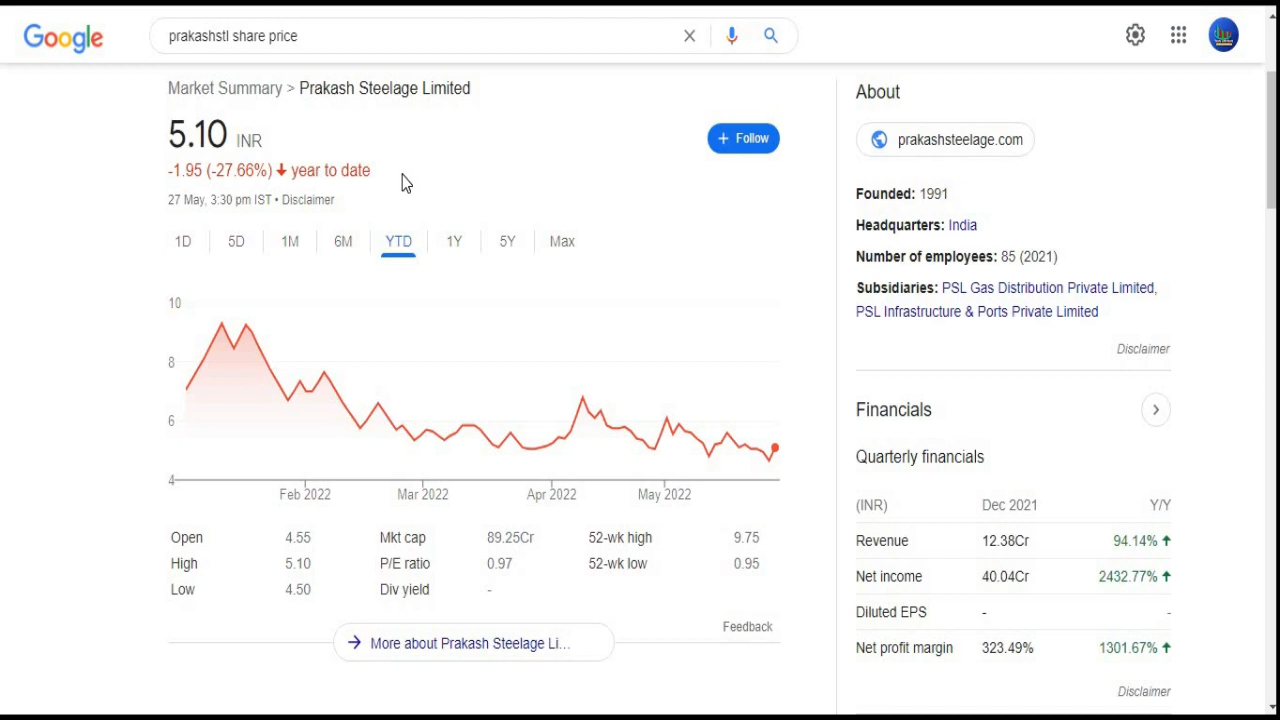 Google
prakashstl share price
Market Summary > Prakash Steelage Limited
5.10 INR
-1.95 (-27.66%) year to date
27 May, 3:30 pm IST • Disclaimer
+ Follow
1D 5D 1M 6M YTD 1Y 5Y Max
10
8
6
4
Feb 2022 Mar 2022 Apr 2022 May 2022
Open 4.55 Mkt cap 89.25Cr 52-wk high 9.75
High 5.10 P/E ratio 0.97 52-wk low 0.95
Low 4.50 Div yield -
Feedback
More about Prakash Steelage Li...
About
prakashsteelage.com
Founded: 1991
Headquarters: India
Number of employees: 85 (2021)
Subsidiaries: PSL Gas Distribution Private Limited,
PSL Infrastructure & Ports Private Limited
Disclaimer
Financials
Quarterly financials
(INR) Dec 2021 Y/Y
Revenue 12.38Cr 94.14%
Net income 40.04Cr 2432.77%
Diluted EPS - -
Net profit margin 323.49% 1301.67%
Disclaimer